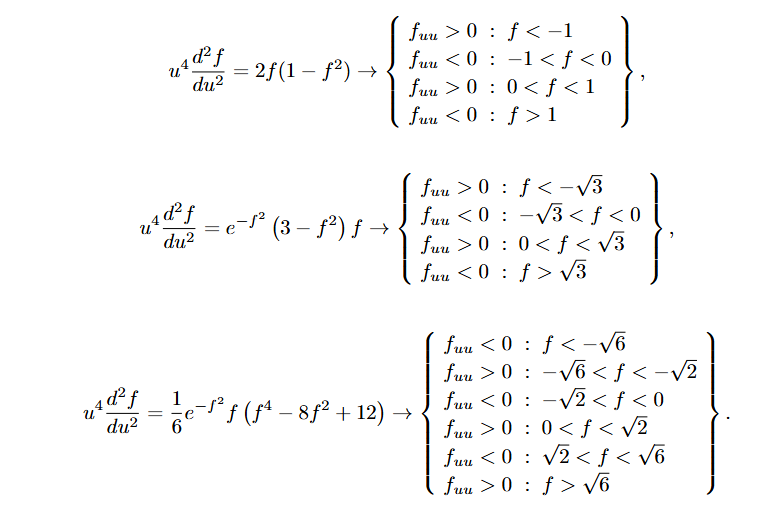 $u^4 \frac{d^2 f}{du^2} = 2f(1 - f^2) \rightarrow \left\{ \begin{array}{l} f_{uu} > 0 \ : \ f < -1 \\ f_{uu} < 0 \ : \ -1 < f < 0 \\ f_{uu} > 0 \ : \ 0 < f < 1 \\ f_{uu} < 0 \ : \ f > 1 \end{array} \right\},$
$u^4 \frac{d^2 f}{du^2} = e^{-f^2} \left(3 - f^2\right) f \rightarrow \left\{ \begin{array}{l} f_{uu} > 0 \ : \ f < -\sqrt{3} \\ f_{uu} < 0 \ : \ -\sqrt{3} < f < 0 \\ f_{uu} > 0 \ : \ 0 < f < \sqrt{3} \\ f_{uu} < 0 \ : \ f > \sqrt{3} \end{array} \right\},$
$u^4 \frac{d^2 f}{du^2} = \frac{1}{6} e^{-f^2} f \left(f^4 - 8f^2 + 12\right) \rightarrow \left\{ \begin{array}{l} f_{uu} < 0 \ : \ f < -\sqrt{6} \\ f_{uu} > 0 \ : \ -\sqrt{6} < f < -\sqrt{2} \\ f_{uu} < 0 \ : \ -\sqrt{2} < f < 0 \\ f_{uu} > 0 \ : \ 0 < f < \sqrt{2} \\ f_{uu} < 0 \ : \ \sqrt{2} < f < \sqrt{6} \\ f_{uu} > 0 \ : \ f > \sqrt{6} \end{array} \right\}.$